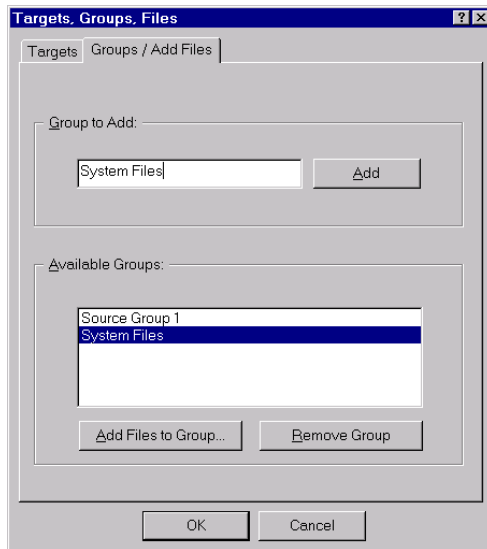 Targets, Groups, Files
Targets
Groups / Add Files
Group to Add:
System Files
Add
Available Groups:
Source Group 1
System Files
Add Files to Group...
Remove Group
OK
Cancel